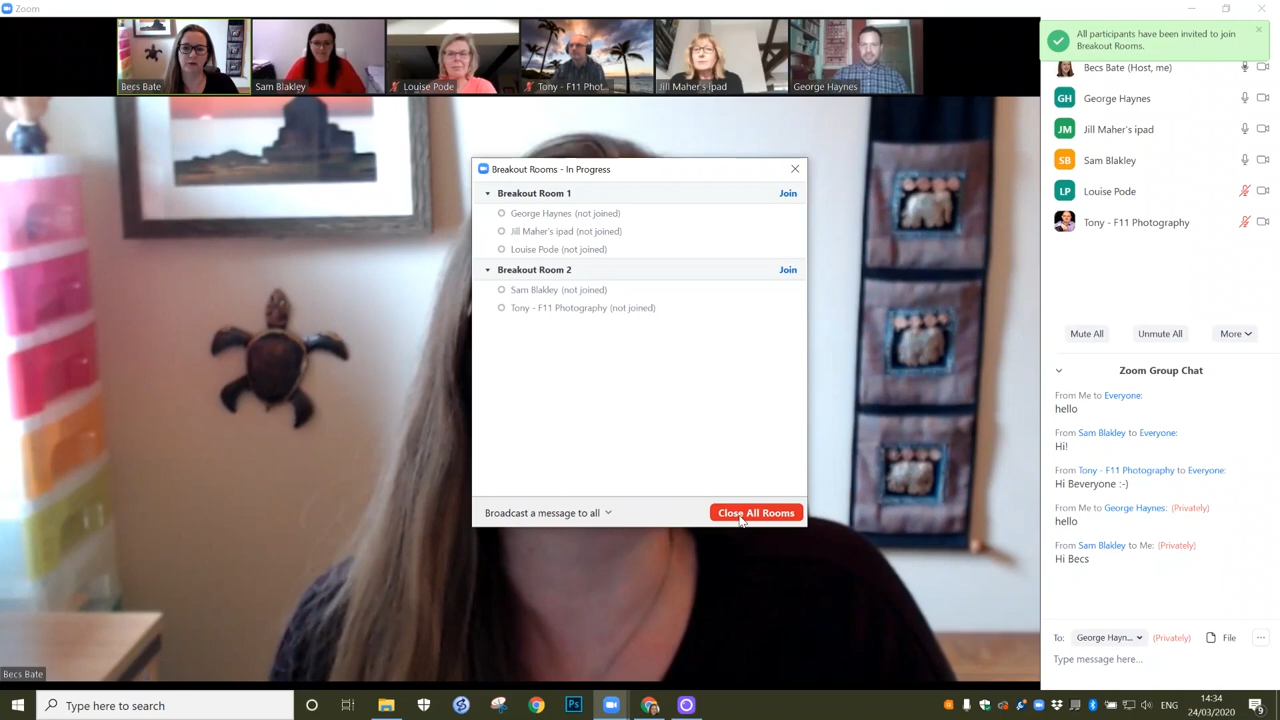 Zoom
Becs Bate
Sam Blakley
Louise Pode
Tony - F11 Phot...
Jill Maher's ipad
George Haynes
All participants have been invited to join
Breakout Rooms.
Becs Bate (Host, me)
GH George Haynes
JM Jill Maher's ipad
SB Sam Blakley
LP Louise Pode
Tony - F11 Photography
Mute All Unmute All More
Breakout Rooms - In Progress
Breakout Room 1 Join
George Haynes (not joined)
Jill Maher's ipad (not joined)
Louise Pode (not joined)
Breakout Room 2 Join
Sam Blakley (not joined)
Tony - F11 Photography (not joined)
Broadcast a message to all Close All Rooms
Zoom Group Chat
From Me to Everyone:
hello
From Sam Blakley to Everyone:
Hi!
From Tony - F11 Photography to Everyone:
Hi Beveryone :-)
From Me to George Haynes: (Privately)
hello
From Sam Blakley to Me: (Privately)
Hi Becs
To: George Hayn... (Privately) File
Type message here...
Becs Bate
Type here to search
Ps
ENG
14:34
24/03/2020
9